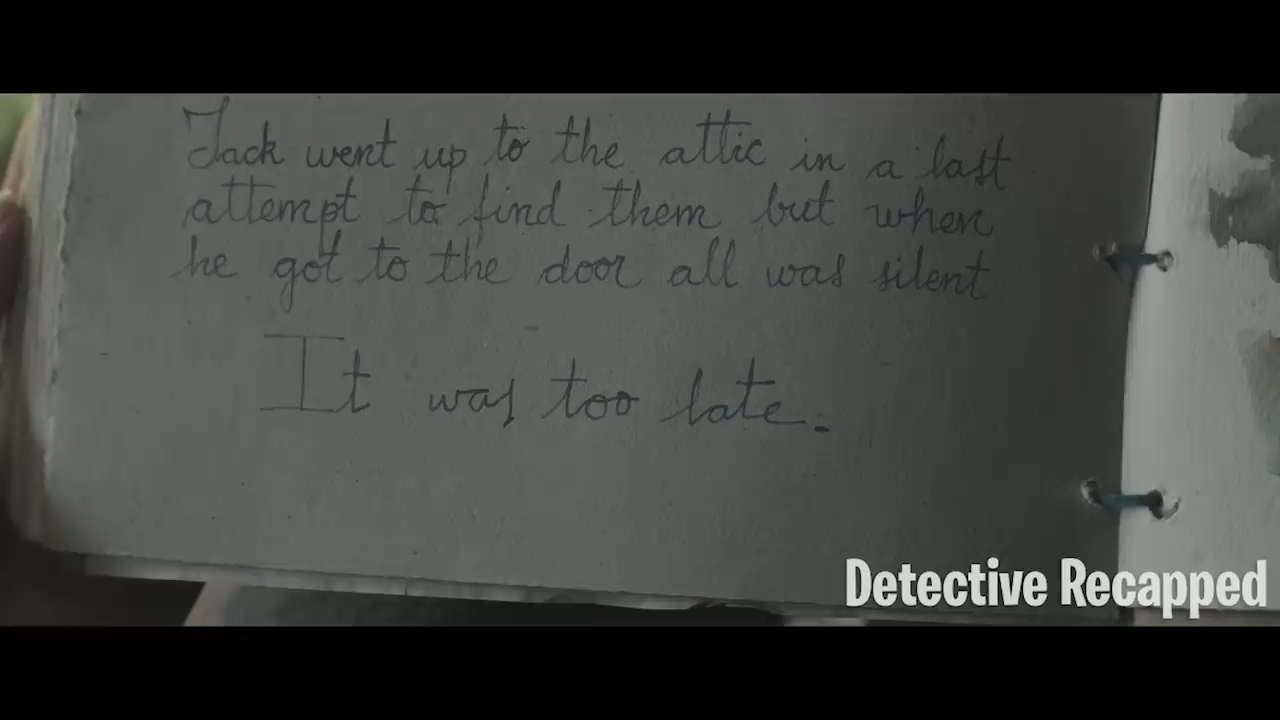 Jack went up to the attic in a last
attempt to find them but when
he got to the door all was silent
It was too late.
Detective Recapped